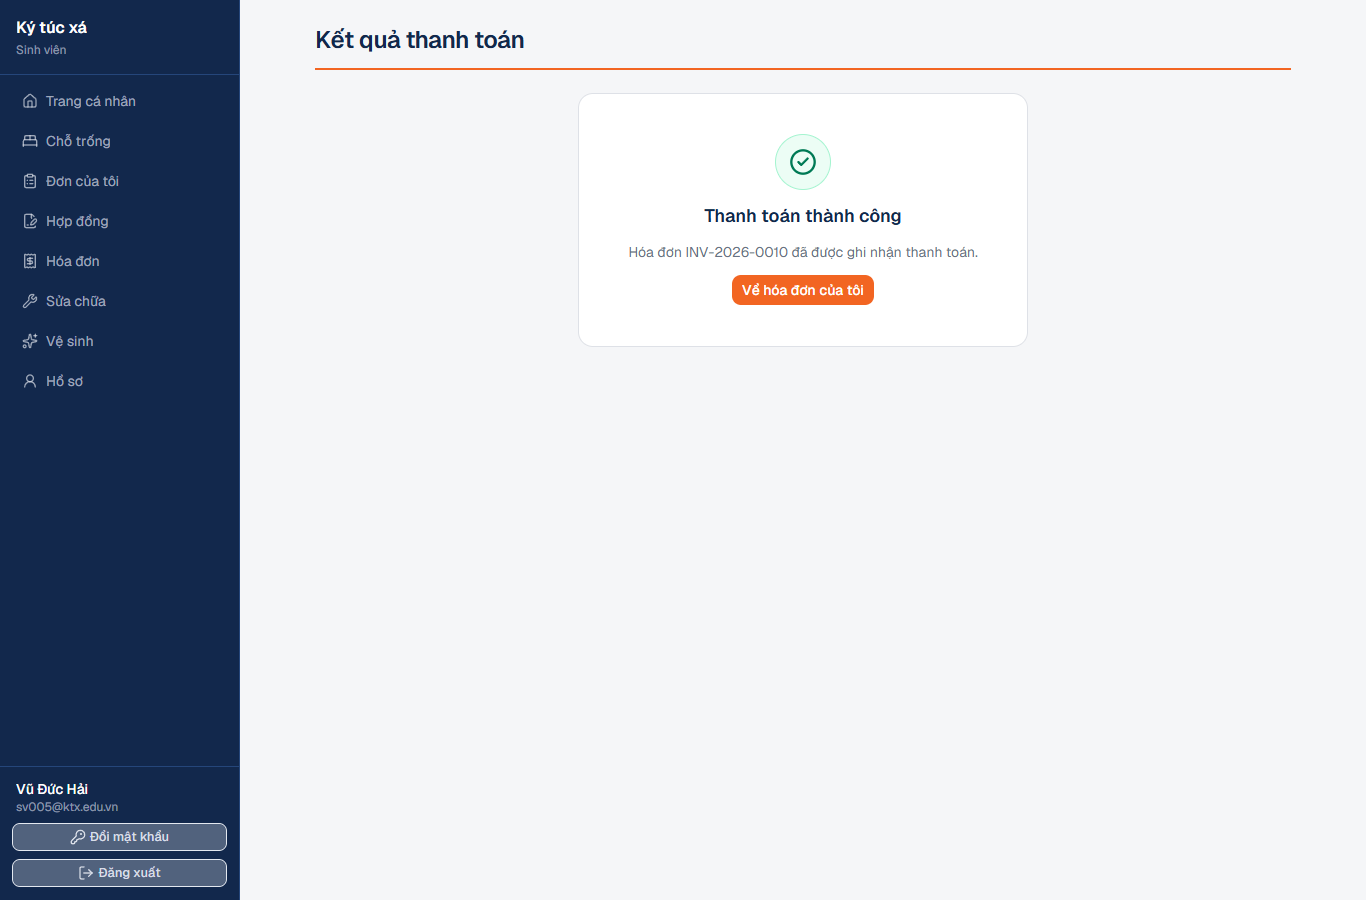 Ký túc xá
Sinh viên
Trang cá nhân
Chỗ trống
Đơn của tôi
Hợp đồng
Hóa đơn
Sửa chữa
Vệ sinh
Hồ sơ
Vũ Đức Hải
sv005@ktx.edu.vn
Đổi mật khẩu
Đăng xuất
Kết quả thanh toán
Thanh toán thành công
Hóa đơn INV-2026-0010 đã được ghi nhận thanh toán.
Về hóa đơn của tôi